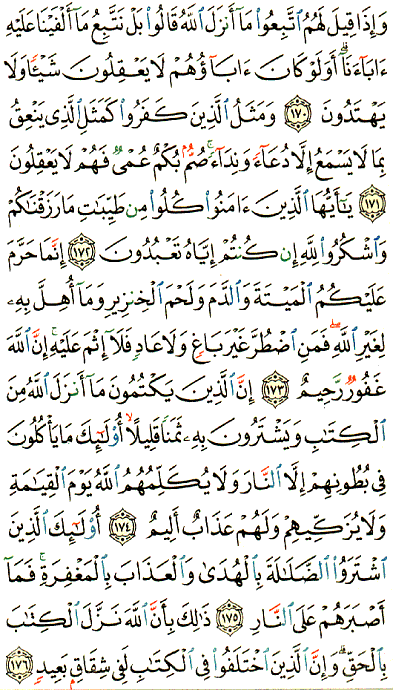 وَإِذَا قِيلَ لَهُمُ ٱتَّبِعُوا۟ مَآ أَنزَلَ ٱللَّهُ قَالُوا۟ بَلْ نَتَّبِعُ مَآ أَلْفَيْنَا عَلَيْهِ
ءَابَآءَنَآ ۗ أَوَلَوْ كَانَ ءَابَآؤُهُمْ لَا يَعْقِلُونَ شَيْـًٔا وَلَا
يَهْتَدُونَ ١٧٠ وَمَثَلُ ٱلَّذِينَ كَفَرُوا۟ كَمَثَلِ ٱلَّذِى يَنْعِقُ
بِمَا لَا يَسْمَعُ إِلَّا دُعَآءً وَنِدَآءً ۚ صُمٌّۢ بُكْمٌ عُمْىٌ فَهُمْ لَا يَعْقِلُونَ
١٧١ يَـٰٓأَيُّهَا ٱلَّذِينَ ءَامَنُوا۟ كُلُوا۟ مِن طَيِّبَـٰتِ مَا رَزَقْنَـٰكُمْ
وَٱشْكُرُوا۟ لِلَّهِ إِن كُنتُمْ إِيَّاهُ تَعْبُدُونَ ١٧٢ إِنَّمَا حَرَّمَ
عَلَيْكُمُ ٱلْمَيْتَةَ وَٱلدَّمَ وَلَحْمَ ٱلْخِنزِيرِ وَمَآ أُهِلَّ بِهِۦ
لِغَيْرِ ٱللَّهِ ۖ فَمَنِ ٱضْطُرَّ غَيْرَ بَاغٍ وَلَا عَادٍ فَلَآ إِثْمَ عَلَيْهِ ۚ إِنَّ ٱللَّهَ
غَفُورٌ رَّحِيمٌ ١٧٣ إِنَّ ٱلَّذِينَ يَكْتُمُونَ مَآ أَنزَلَ ٱللَّهُ مِنَ
ٱلْكِتَـٰبِ وَيَشْتَرُونَ بِهِۦ ثَمَنًا قَلِيلًا ۙ أُو۟لَـٰٓئِكَ مَا يَأْكُلُونَ
فِى بُطُونِهِمْ إِلَّا ٱلنَّارَ وَلَا يُكَلِّمُهُمُ ٱللَّهُ يَوْمَ ٱلْقِيَـٰمَةِ
وَلَا يُزَكِّيهِمْ وَلَهُمْ عَذَابٌ أَلِيمٌ ١٧٤ أُو۟لَـٰٓئِكَ ٱلَّذِينَ
ٱشْتَرَوُا۟ ٱلضَّلَـٰلَةَ بِٱلْهُدَىٰ وَٱلْعَذَابَ بِٱلْمَغْفِرَةِ ۚ فَمَآ
أَصْبَرَهُمْ عَلَى ٱلنَّارِ ١٧٥ ذَٰلِكَ بِأَنَّ ٱللَّهَ نَزَّلَ ٱلْكِتَـٰبَ
بِٱلْحَقِّ ۗ وَإِنَّ ٱلَّذِينَ ٱخْتَلَفُوا۟ فِى ٱلْكِتَـٰبِ لَفِى شِقَاقٍۭ بَعِيدٍ ١٧٦